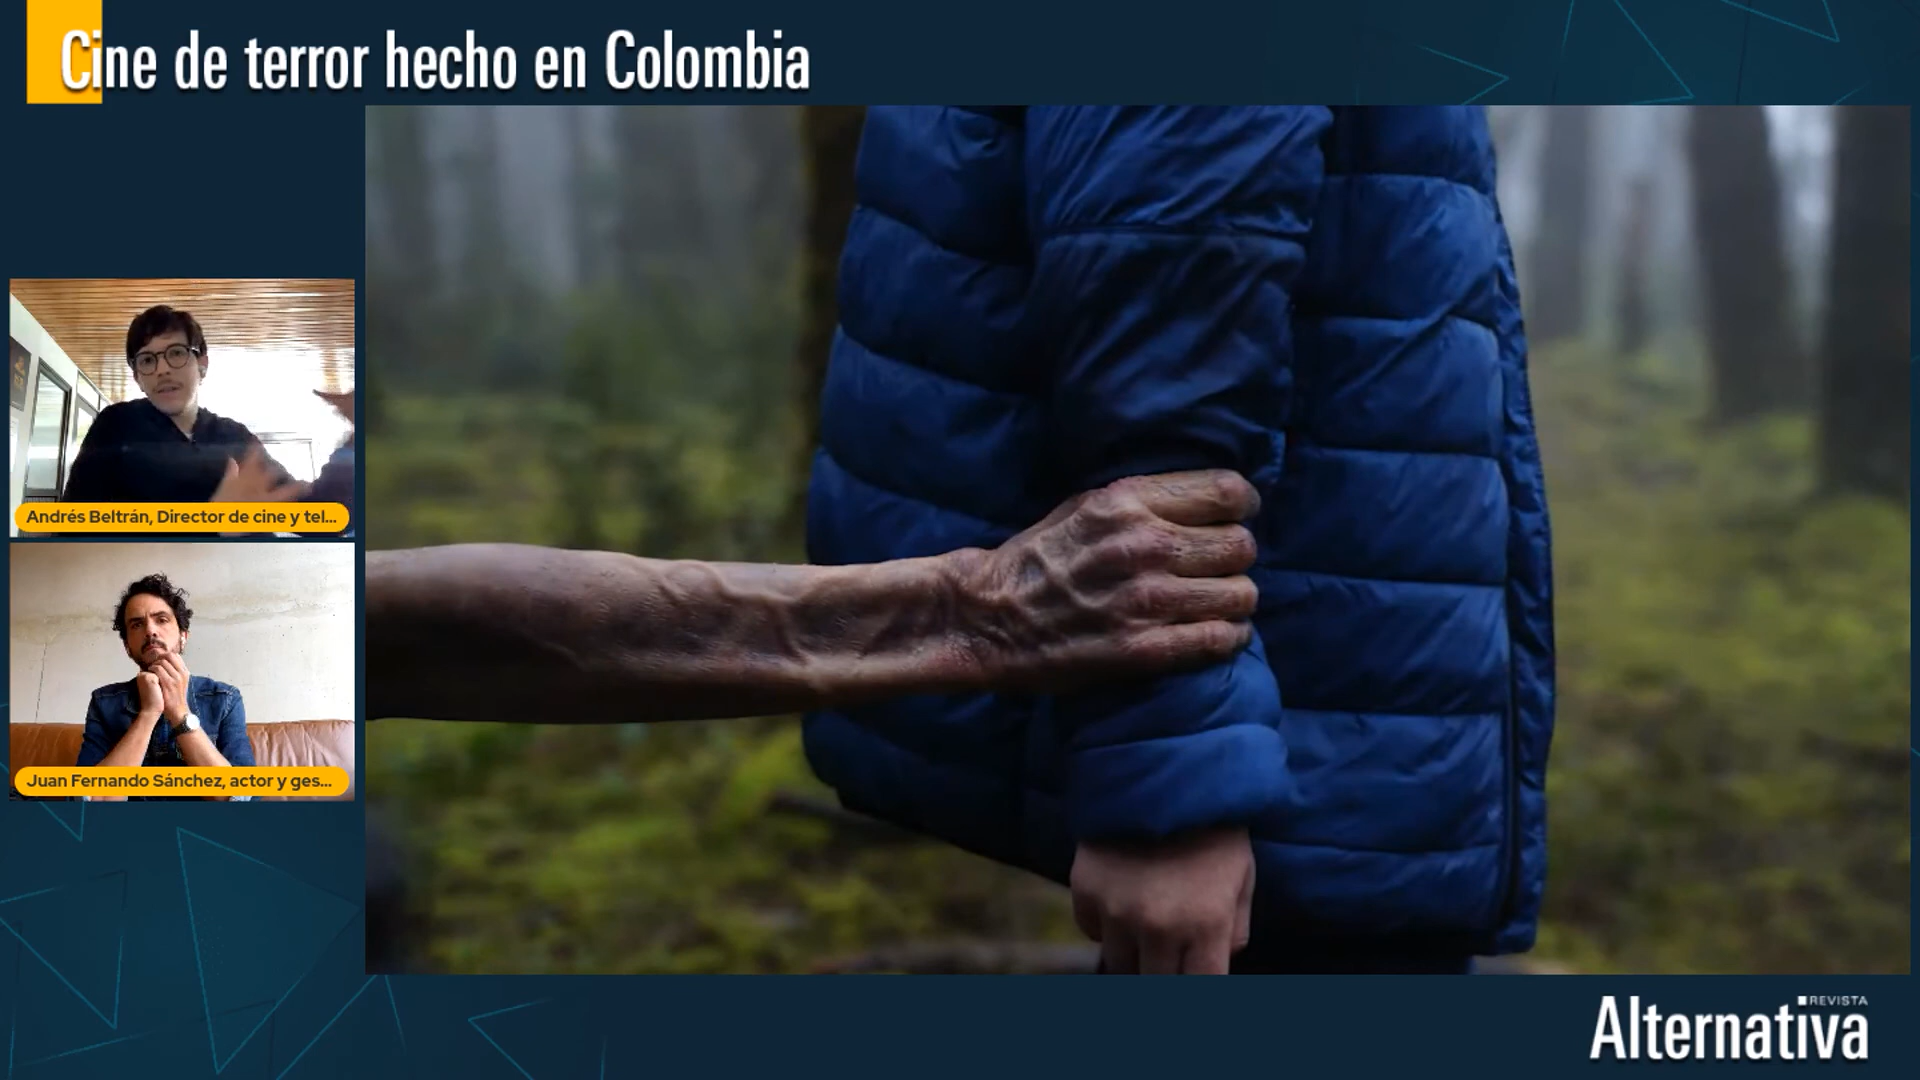 Cine de terror hecho en Colombia
Andrés Beltrán, Director de cine y tel...
Juan Fernando Sánchez, actor y ges...
REVISTA
Alternativa